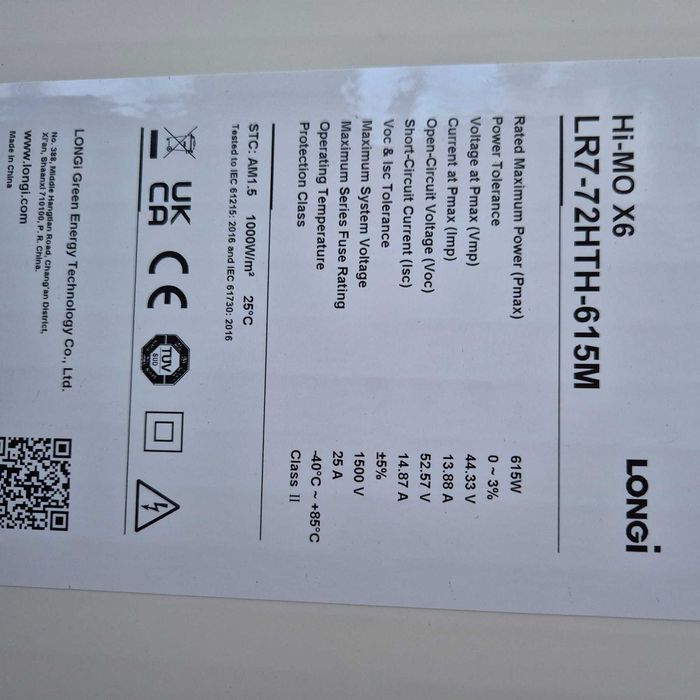 Hi-MO X6
LONGi
LR7-72HTH-615M
Rated Maximum Power (Pmax) 615W
Power Tolerance 0 ~ 3%
Voltage at Pmax (Vmp) 44.33 V
Current at Pmax (Imp) 13.88 A
Open-Circuit Voltage (Voc) 52.57 V
Short-Circuit Current (Isc) 14.87 A
Voc & Isc Tolerance ±5%
Maximum System Voltage 1500 V
Maximum Series Fuse Rating 25 A
Operating Temperature -40°C ~ +85°C
Protection Class Class II
STC: AM1.5 1000W/m² 25°C
Tested to IEC 61215: 2016 and IEC 61730: 2016
UK
CA
CE
TÜV
SÜD
LONGi Green Energy Technology Co., Ltd.
No. 388, Middle Hangtian Road, Chang'an District,
Xi'an, Shaanxi 710100, P. R. China.
www.longi.com
Made in China